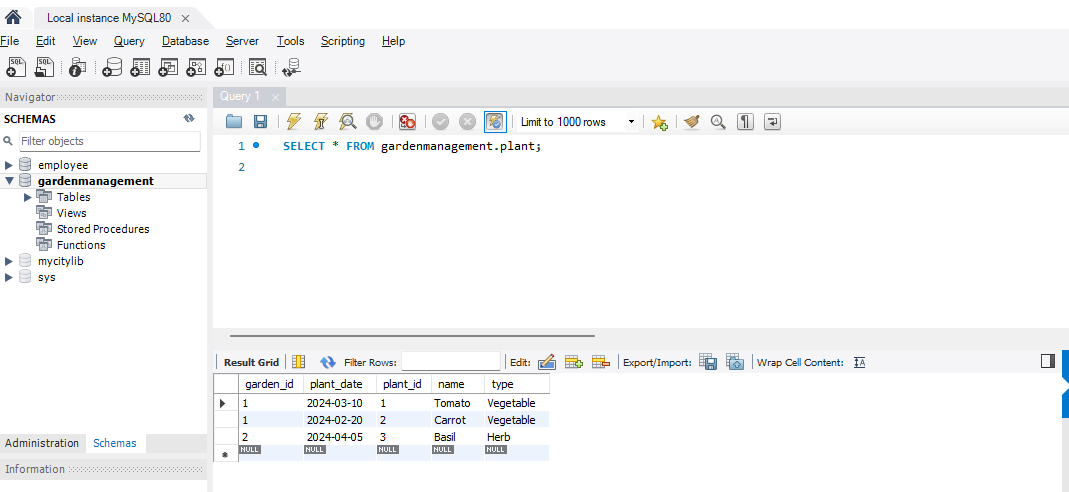 Local instance MySQL80
File Edit View Query Database Server Tools Scripting Help
Navigator
SCHEMAS
Filter objects
employee
gardenmanagement
Tables
Views
Stored Procedures
Functions
mycitylib
sys
Administration Schemas
Information
Query 1
Limit to 1000 rows
1 SELECT * FROM gardenmanagement.plant;
2
Result Grid Filter Rows: Edit: Export/Import: Wrap Cell Content:
garden_id plant_date plant_id name type
1 2024-03-10 1 Tomato Vegetable
1 2024-02-20 2 Carrot Vegetable
2 2024-04-05 3 Basil Herb
NULL NULL NULL NULL NULL